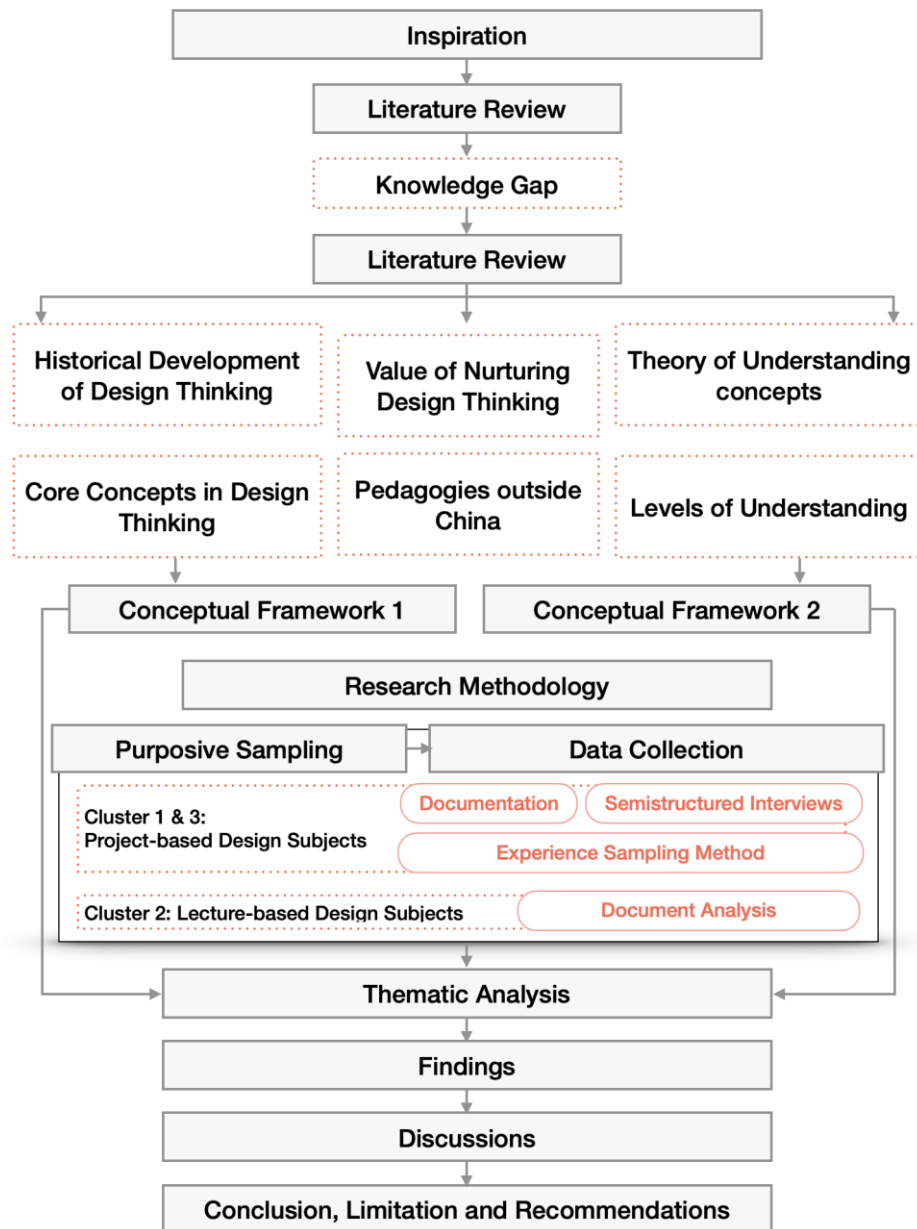 Inspiration
Literature Review
Knowledge Gap
Literature Review
Historical Development
of Design Thinking
Value of Nurturing
Design Thinking
Theory of Understanding
concepts
Core Concepts in Design
Thinking
Pedagogies outside
China
Levels of Understanding
Conceptual Framework 1
Conceptual Framework 2
Research Methodology
Purposive Sampling
Data Collection
Cluster 1 & 3:
Project-based Design Subjects
Documentation
Semistructured Interviews
Experience Sampling Method
Cluster 2: Lecture-based Design Subjects
Document Analysis
Thematic Analysis
Findings
Discussions
Conclusion, Limitation and Recommendations